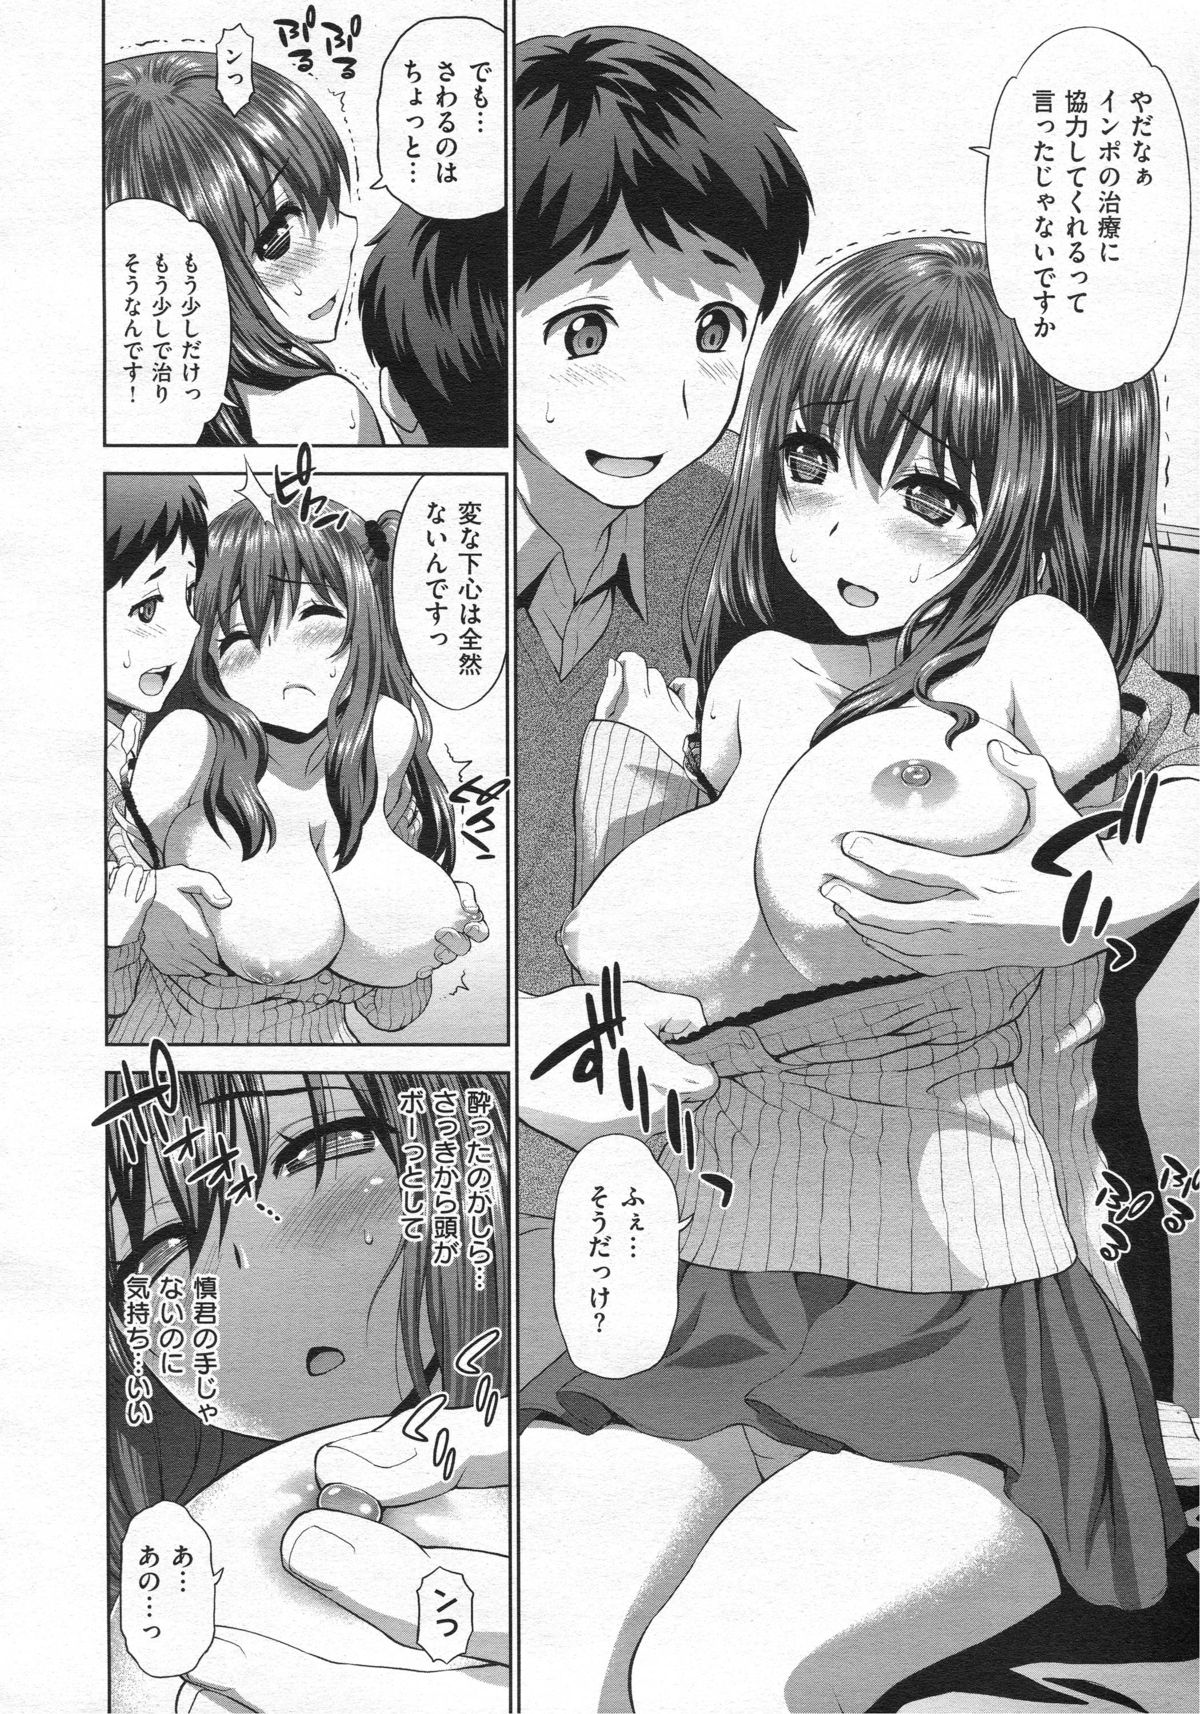 やだなぁ
インポの治療に
協力してくれるって
言ったじゃないですか
ふぇ…
そうだっけ?
ぷる
ぷる
でも…
さわるのは
ちょっと…
ぷる
ぷる
ンっ
もう少しだけっ
もう少しで治り
そうなんです!
変な下心は全然
ないんですっ
酔ったのかしら…
さっきから頭が
ボーっとして
慎君の手じゃ
ないのに
気持ち…いい
ンっ
あ…
あの…っ